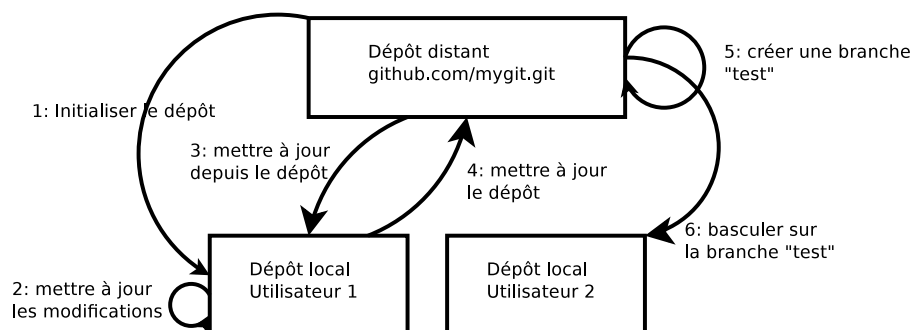 Dépôt distant
github.com/mygit.git
5: créer une branche
"test"
1: Initialiser le dépôt
3: mettre à jour
depuis le dépôt
4: mettre à jour
le dépôt
6: basculer sur
la branche "test"
Dépôt local
Utilisateur 1
Dépôt local
Utilisateur 2
2: mettre à jour
les modifications